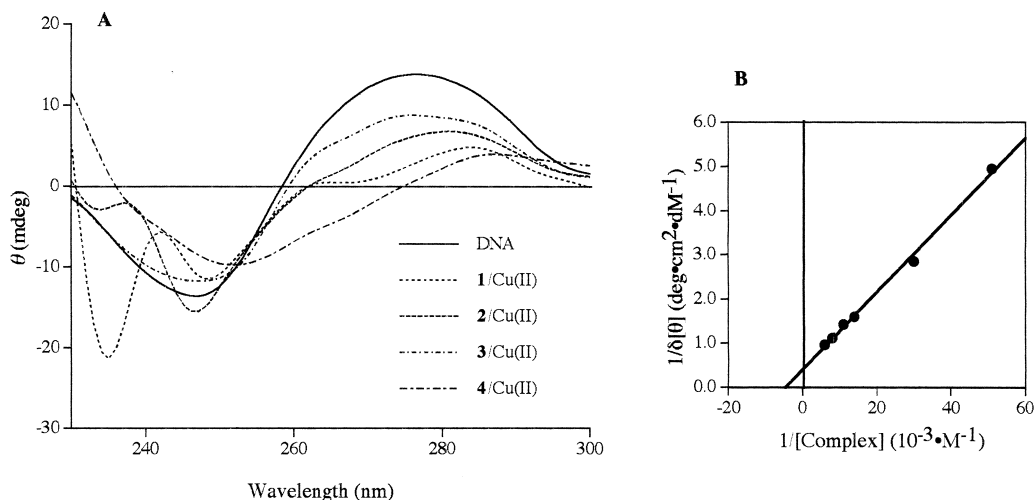 A
20
10
0
-10
-20
-30
θ (mdeg)
DNA
1/Cu(II)
2/Cu(II)
3/Cu(II)
4/Cu(II)
240
260
280
300
Wavelength (nm)
B
6.0
5.0
4.0
3.0
2.0
1.0
0.0
1/δ[θ] (deg•cm²•dM⁻¹)
-20
0
20
40
60
1/[Complex] (10⁻³•M⁻¹)